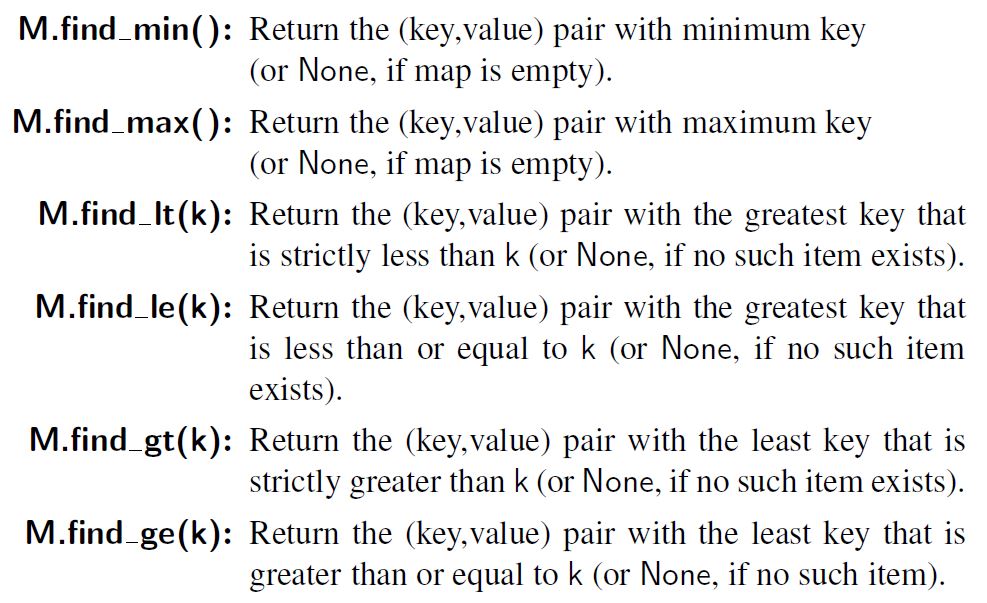 M.find_min(): Return the (key,value) pair with minimum key
(or None, if map is empty).
M.find_max(): Return the (key,value) pair with maximum key
(or None, if map is empty).
M.find_lt(k): Return the (key,value) pair with the greatest key that
is strictly less than k (or None, if no such item exists).
M.find_le(k): Return the (key,value) pair with the greatest key that
is less than or equal to k (or None, if no such item
exists).
M.find_gt(k): Return the (key,value) pair with the least key that is
strictly greater than k (or None, if no such item exists).
M.find_ge(k): Return the (key,value) pair with the least key that is
greater than or equal to k (or None, if no such item).